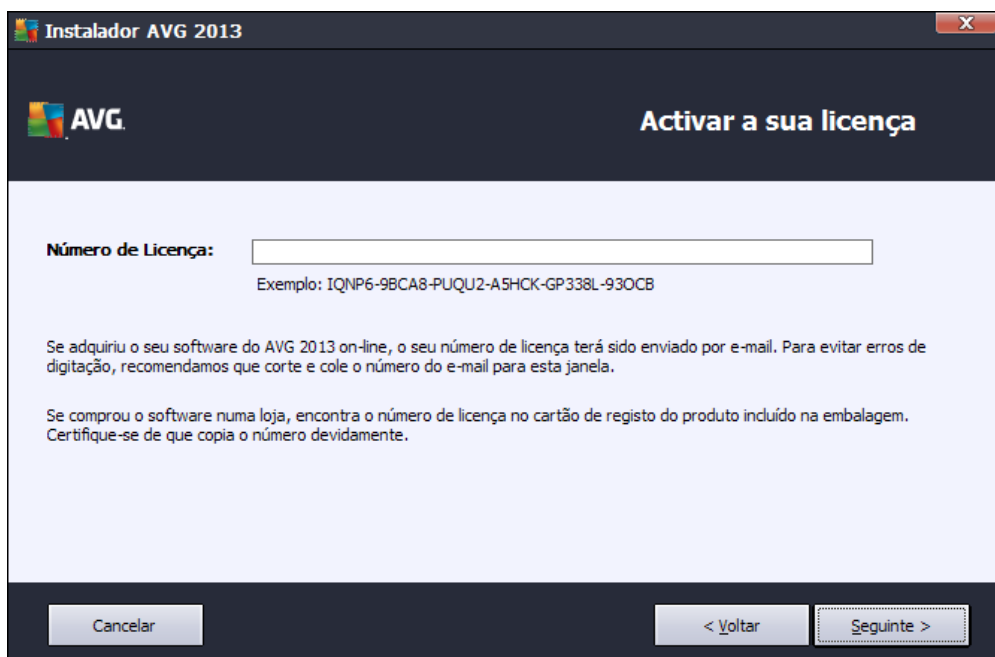 Instalador AVG 2013
X
AVG.
Activar a sua licença
Número de Licença:
Exemplo: IQNP6-9BCA8-PUQU2-A5HCK-GP338L-93OCB
Se adquiriu o seu software do AVG 2013 on-line, o seu número de licença terá sido enviado por e-mail. Para evitar erros de
digitação, recomendamos que corte e cole o número do e-mail para esta janela.
Se comprou o software numa loja, encontra o número de licença no cartão de registo do produto incluído na embalagem.
Certifique-se de que copia o número devidamente.
Cancelar
< Voltar
Seguinte >